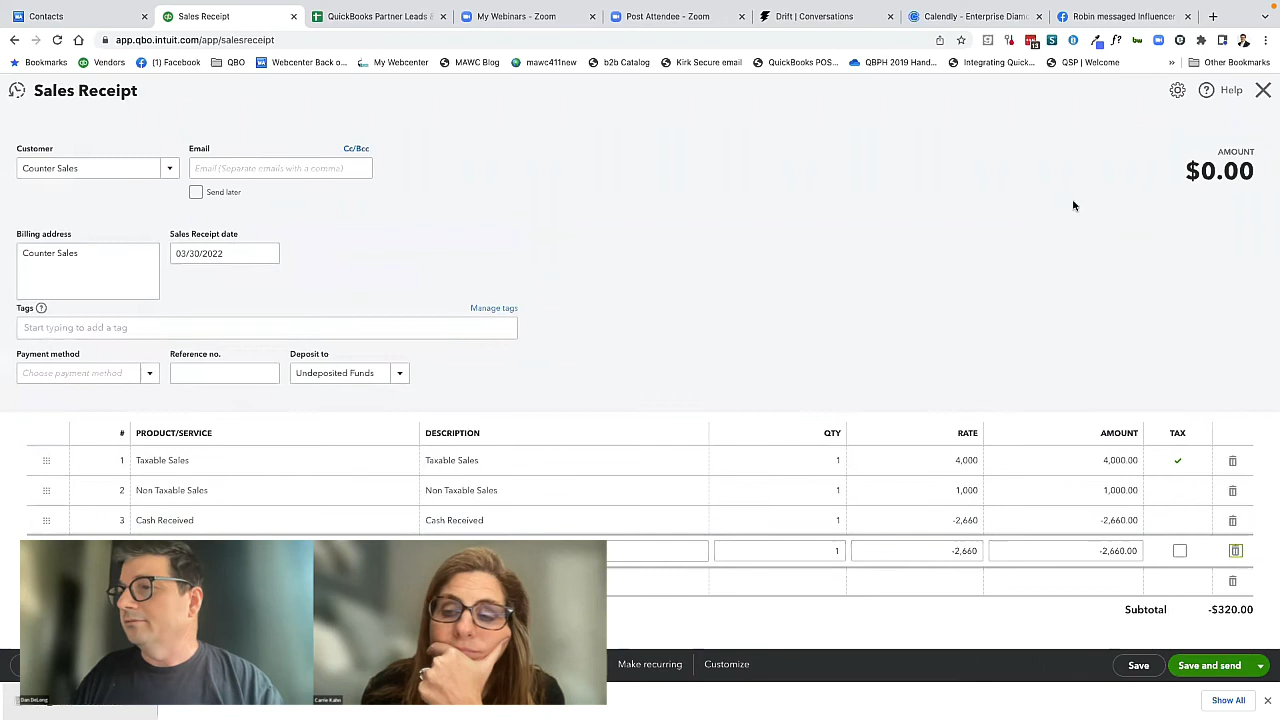 Contacts
Sales Receipt
QuickBooks Partner Leads &
My Webinars - Zoom
Post Attendee - Zoom
Drift | Conversations
Calendly - Enterprise Diamo
Robin messaged Influencer
app.qbo.intuit.com/app/salesreceipt
Bookmarks
Vendors
(1) Facebook
QBO
Webcenter Back o...
My Webcenter
MAWC411
mawc411new
b2b Catalog
Kirk Secure email
QuickBooks POS...
QBPH 2019 Hand...
Integrating Quick...
QSP | Welcome
»
Other Bookmarks
Sales Receipt
Help
Customer
Email
Cc/Bcc
AMOUNT
Counter Sales
Email (Separate emails with a comma)
$0.00
Send later
Billing address
Sales Receipt date
Counter Sales
03/30/2022
Tags
Manage tags
Start typing to add a tag
Payment method
Reference no.
Deposit to
Choose payment method
Undeposited Funds
# PRODUCT/SERVICE DESCRIPTION QTY RATE AMOUNT TAX
1 Taxable Sales Taxable Sales 1 4,000 4,000.00
2 Non Taxable Sales Non Taxable Sales 1 1,000 1,000.00
3 Cash Received Cash Received 1 -2,660 -2,660.00
1 -2,660 -2,660.00
Subtotal -$320.00
Make recurring
Customize
Save
Save and send
Dan DeLong
Carrie Kahn
Show All